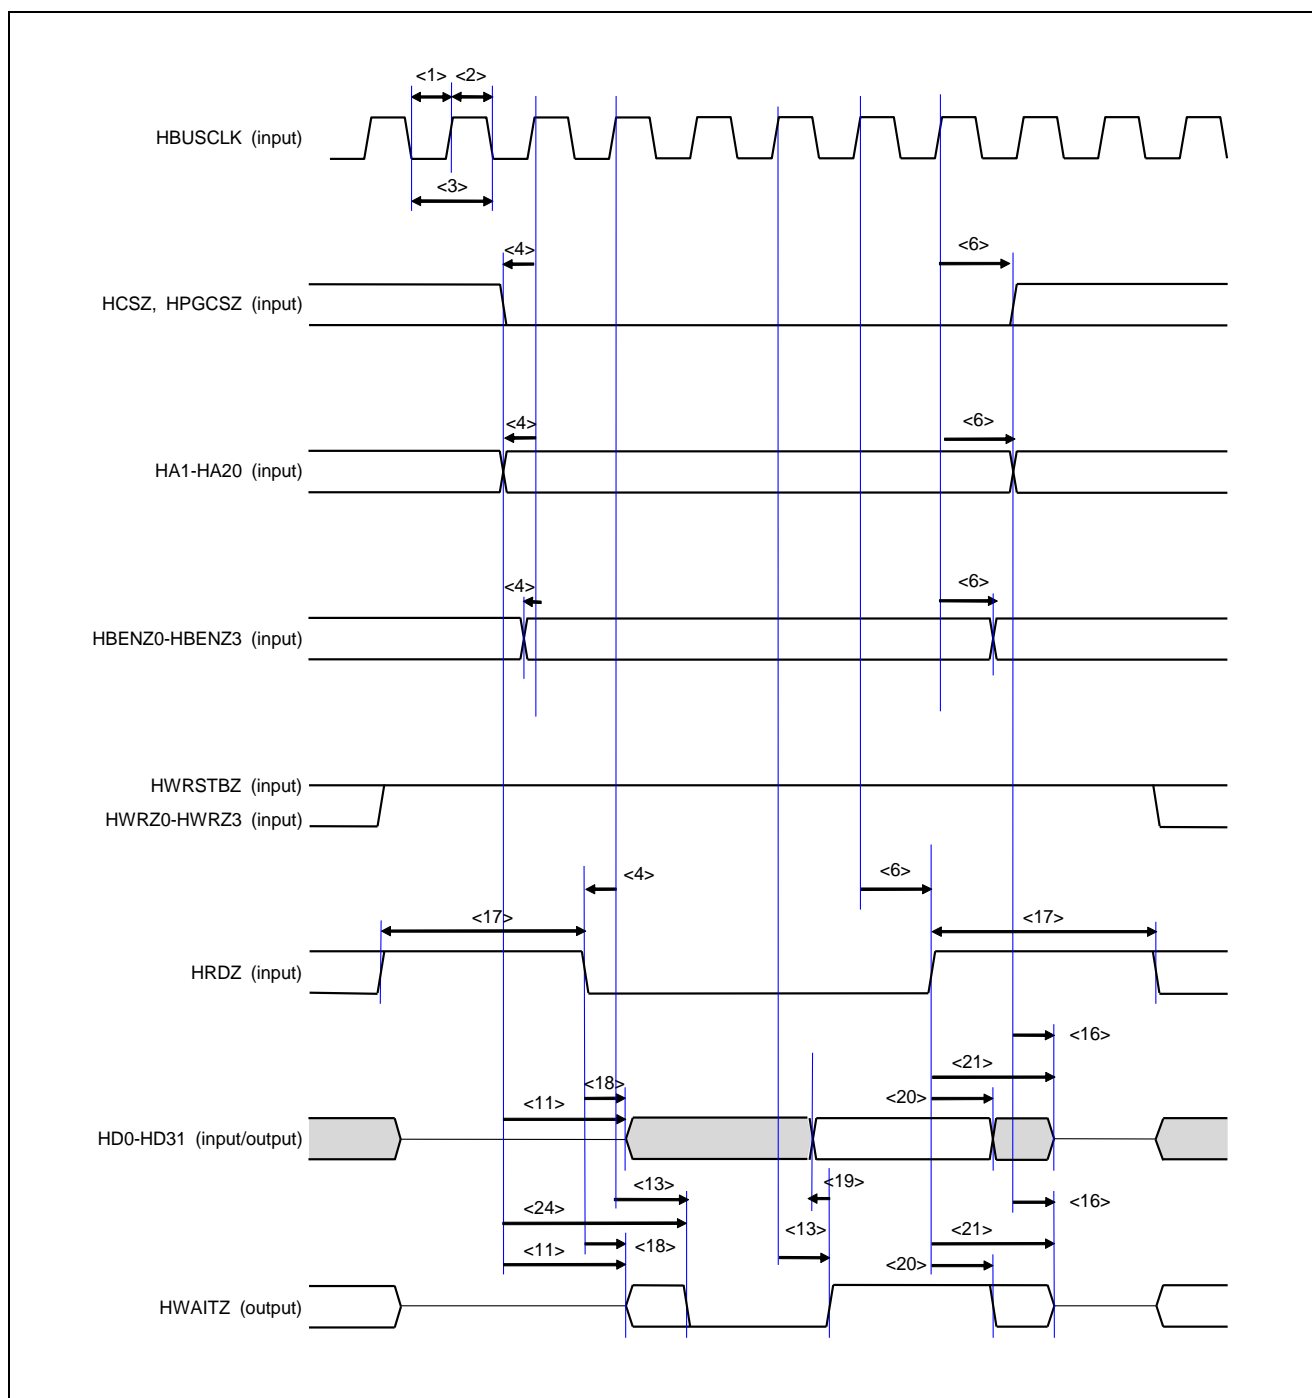 <1> <2>
HBUSCLK (input)
<3>
<4> <6>
HCSZ, HPGCSZ (input)
<4> <6>
HA1-HA20 (input)
<4> <6>
HBENZ0-HBENZ3 (input)
HWRSTBZ (input)
HWRZ0-HWRZ3 (input)
<4> <6>
<17> <17>
HRDZ (input)
<16>
<21>
<18> <20>
<11>
HD0-HD31 (input/output)
<13> <19> <16>
<24>
<13> <21>
<11> <18> <20>
HWAITZ (output)